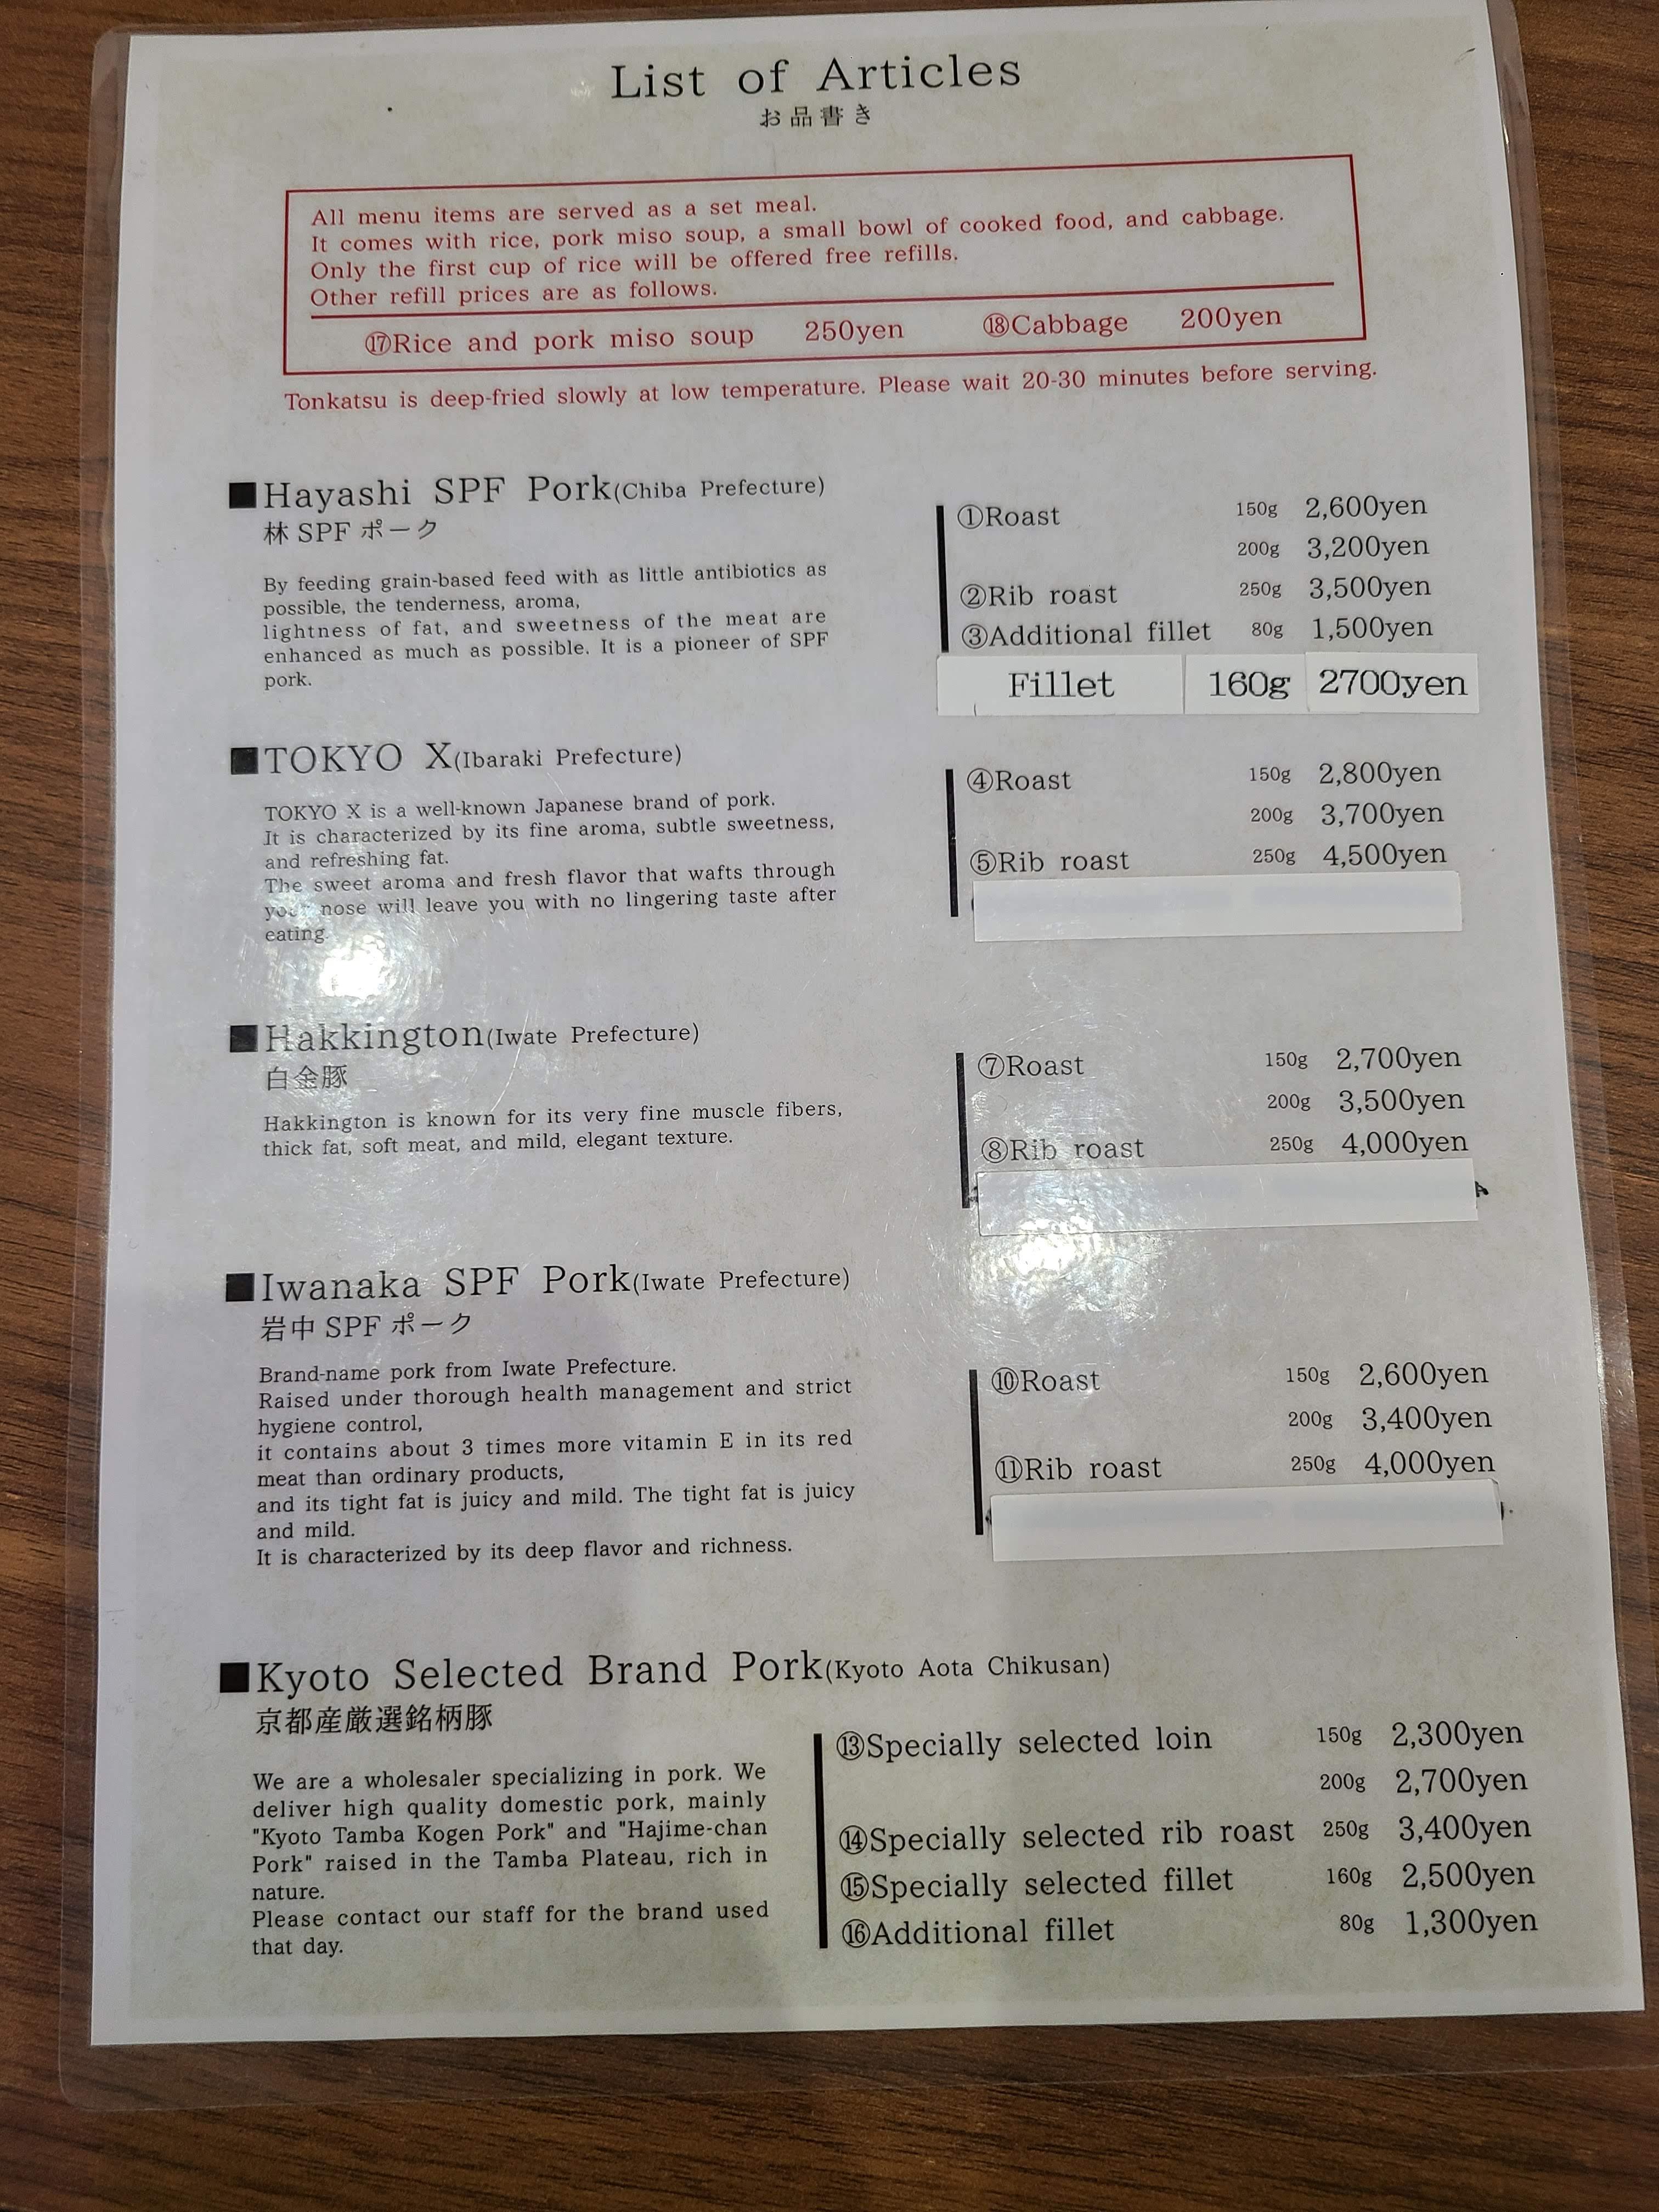 List of Articles
お品書き
All menu items are served as a set meal.
It comes with rice, pork miso soup, a small bowl of cooked food, and cabbage.
Only the first cup of rice will be offered free refills.
Other refill prices are as follows.
⑰Rice and pork miso soup 250yen ⑱Cabbage 200yen
Tonkatsu is deep-fried slowly at low temperature. Please wait 20-30 minutes before serving.
■Hayashi SPF Pork(Chiba Prefecture)
林 SPF ポーク
By feeding grain-based feed with as little antibiotics as
possible, the tenderness, aroma,
lightness of fat, and sweetness of the meat are
enhanced as much as possible. It is a pioneer of SPF
pork.
①Roast 150g 2,600yen
200g 3,200yen
②Rib roast 250g 3,500yen
③Additional fillet 80g 1,500yen
Fillet 160g 2700yen
■TOKYO X(Ibaraki Prefecture)
TOKYO X is a well-known Japanese brand of pork.
It is characterized by its fine aroma, subtle sweetness,
and refreshing fat.
The sweet aroma and fresh flavor that wafts through
your nose will leave you with no lingering taste after
eating.
④Roast 150g 2,800yen
200g 3,700yen
⑤Rib roast 250g 4,500yen
■Hakkington(Iwate Prefecture)
白金豚
Hakkington is known for its very fine muscle fibers,
thick fat, soft meat, and mild, elegant texture.
⑦Roast 150g 2,700yen
200g 3,500yen
⑧Rib roast 250g 4,000yen
■Iwanaka SPF Pork(Iwate Prefecture)
岩中 SPF ポーク
Brand-name pork from Iwate Prefecture.
Raised under thorough health management and strict
hygiene control,
it contains about 3 times more vitamin E in its red
meat than ordinary products,
and its tight fat is juicy and mild. The tight fat is juicy
and mild.
It is characterized by its deep flavor and richness.
⑩Roast 150g 2,600yen
200g 3,400yen
⑪Rib roast 250g 4,000yen
■Kyoto Selected Brand Pork(Kyoto Aota Chikusan)
京都産厳選銘柄豚
We are a wholesaler specializing in pork. We
deliver high quality domestic pork, mainly
"Kyoto Tamba Kogen Pork" and "Hajime-chan
Pork" raised in the Tamba Plateau, rich in
nature.
Please contact our staff for the brand used
that day.
⑬Specially selected loin 150g 2,300yen
200g 2,700yen
⑭Specially selected rib roast 250g 3,400yen
⑮Specially selected fillet 160g 2,500yen
⑯Additional fillet 80g 1,300yen